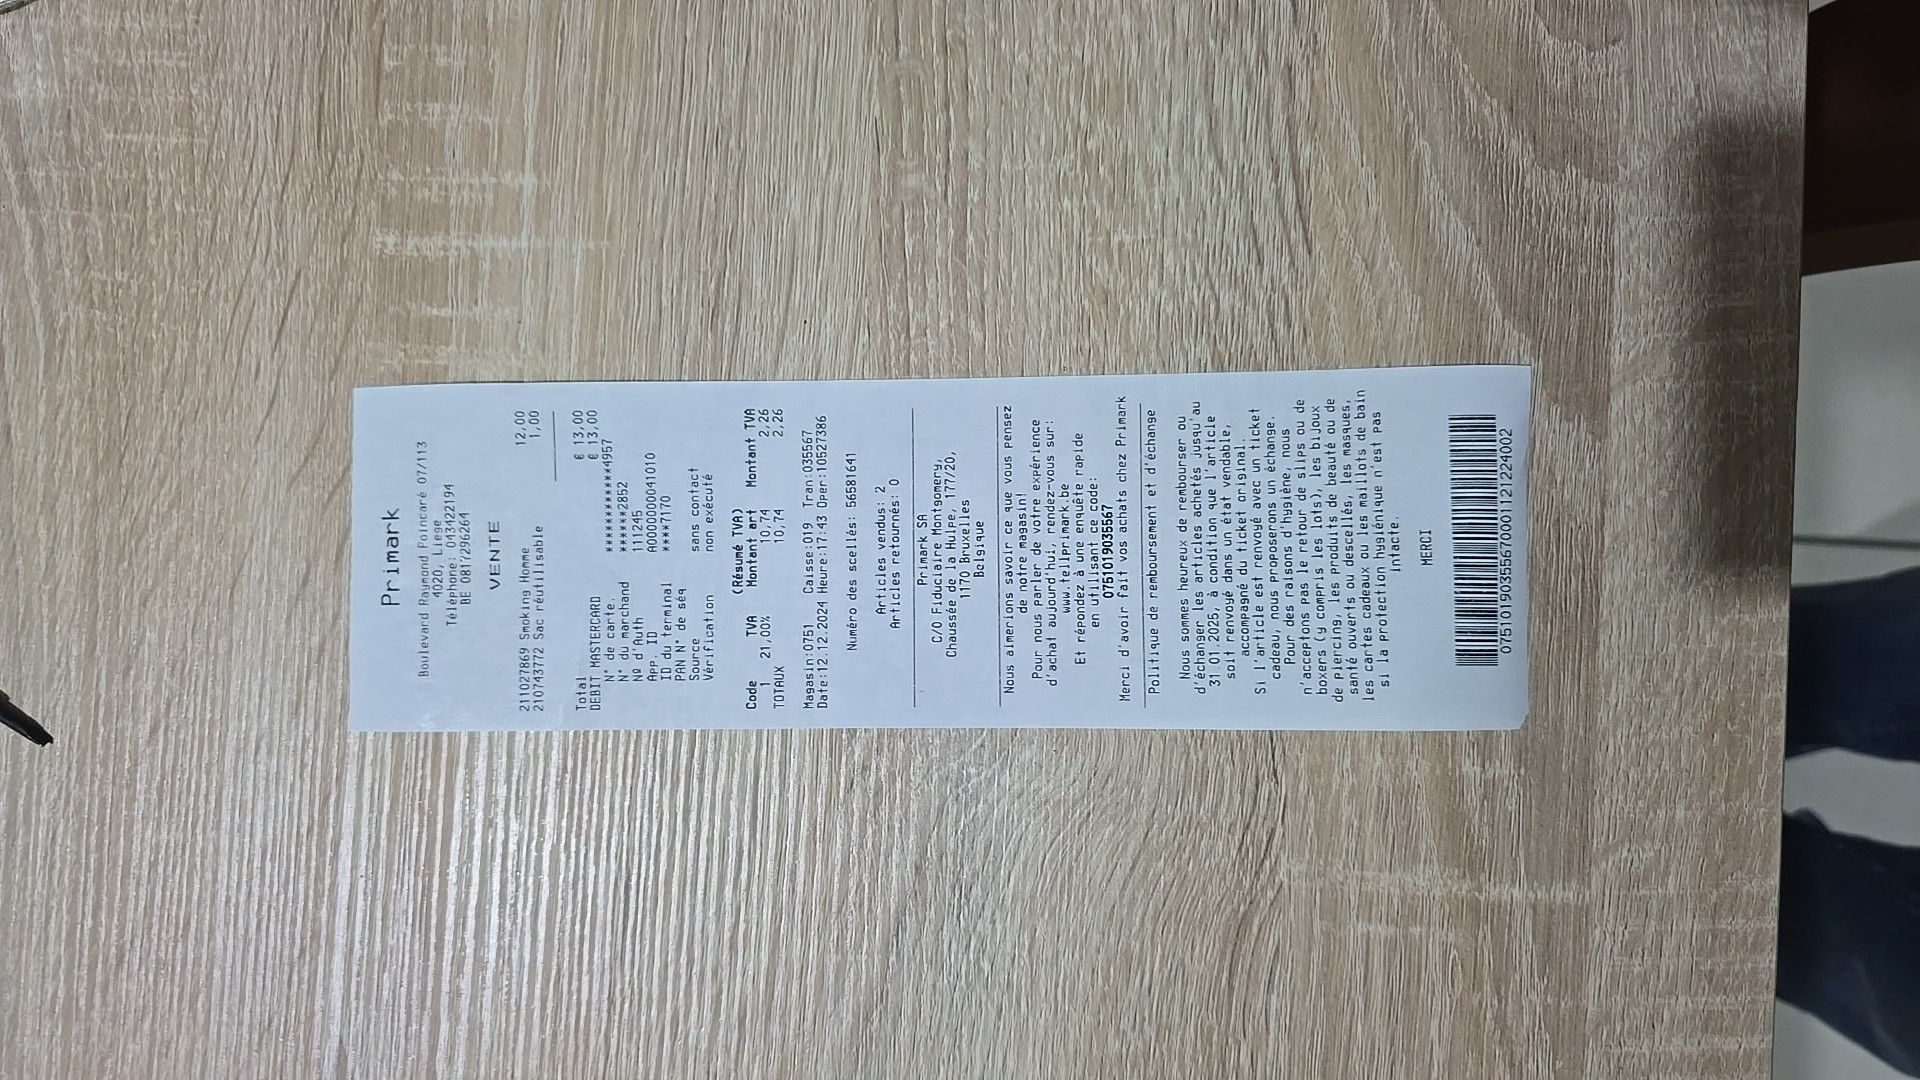 Primark
Boulevard Raymond Poincaré 07/113
4020, Liege
Téléphone: 043422194
BE 0817296264
VENTE
211027869 Smoking Homme 12,00
210743772 Sac réutilisable 1,00
Total € 13,00
DEBIT MASTERCARD € 13,00
N° de carte. ************4957
N° du marchand *****2852
Nº d'Auth 111245
App. ID A0000000041010
ID du terminal ****7170
PAN N° de séq
Source sans contact
Vérification non exécuté
(Résumé TVA)
Code TVA Montant art Montant TVA
1 21,00% 10,74 2,26
TOTAUX 10,74 2,26
Magasin:0751 Caisse:019 Tran:035567
Date:12.12.2024 Heure:17:43 Oper:10527386
Numéro des scellés: 56581641
Articles vendus: 2
Articles retournés: 0
Primark SA
C/O Fiduciaire Montgomery,
Chaussée de la Hulpe, 177/20,
1170 Bruxelles
Belgique
Nous aimerions savoir ce que vous pensez
de notre magasin!
Pour nous parler de votre expérience
d'achat aujourd'hui, rendez-vous sur:
www.tellPrimark.be
Et répondez à une enquête rapide
en utilisant ce code:
0751019035567
Merci d'avoir fait vos achats chez Primark
Politique de remboursement et d'échange
Nous sommes heureux de rembourser ou
d'échanger les articles achetés jusqu'au
31.01.2025, à condition que l'article
soit renvoyé dans un état vendable,
accompagné du ticket original.
Si l'article est renvoyé avec un ticket
cadeau, nous proposerons un échange.
Pour des raisons d'hygiène, nous
n'acceptons pas le retour de slips ou de
boxers (y compris les lots), les bijoux
de piercing, les produits de beauté ou de
santé ouverts ou descellés, les masques,
les cartes cadeaux ou les maillots de bain
si la protection hygiénique n'est pas
intacte.
MERCI
07510190355670001121224002